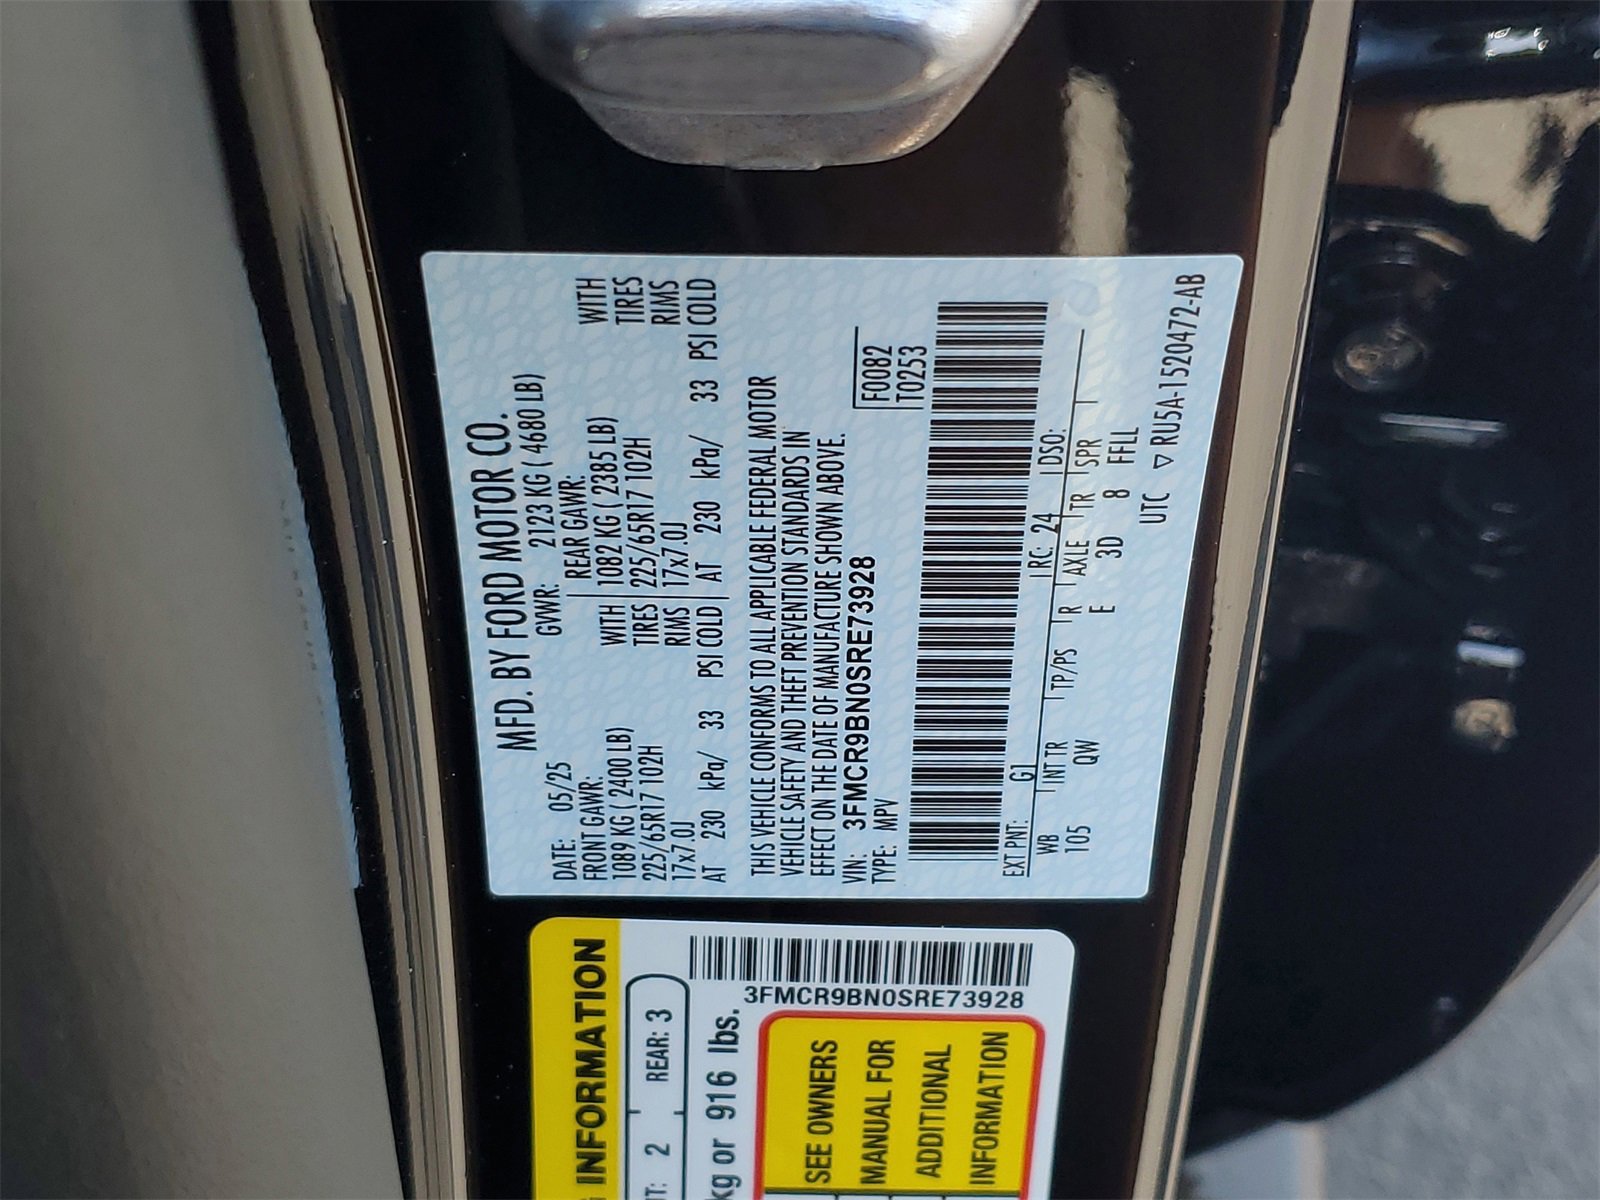 MFD. BY FORD MOTOR CO.
DATE: 05/25 GVWR: 2123 KG ( 4680 LB)
FRONT GAWR: REAR GAWR:
1089 KG ( 2400 LB) WITH 1082 KG ( 2385 LB) WITH
225/65R17 102H TIRES 225/65R17 102H TIRES
17x7.0J RIMS 17x7.0J RIMS
AT 230 kPa/ 33 PSI COLD AT 230 kPa/ 33 PSI COLD
THIS VEHICLE CONFORMS TO ALL APPLICABLE FEDERAL MOTOR
VEHICLE SAFETY AND THEFT PREVENTION STANDARDS IN
EFFECT ON THE DATE OF MANUFACTURE SHOWN ABOVE.
VIN: 3FMCR9BN0SRE73928 F0082
TYPE: MPV T0253
EXT PNT: G1 RC: 24 DSO:
WB INT TR TP/PS R AXLE TR SPR
105 QW E 3D 8 FFLL
UTC ▽ RU5A-1520472-AB
INFORMATION
2 REAR: 3
kg or 916 lbs.
3FMCR9BN0SRE73928
SEE OWNERS
MANUAL FOR
ADDITIONAL
INFORMATION